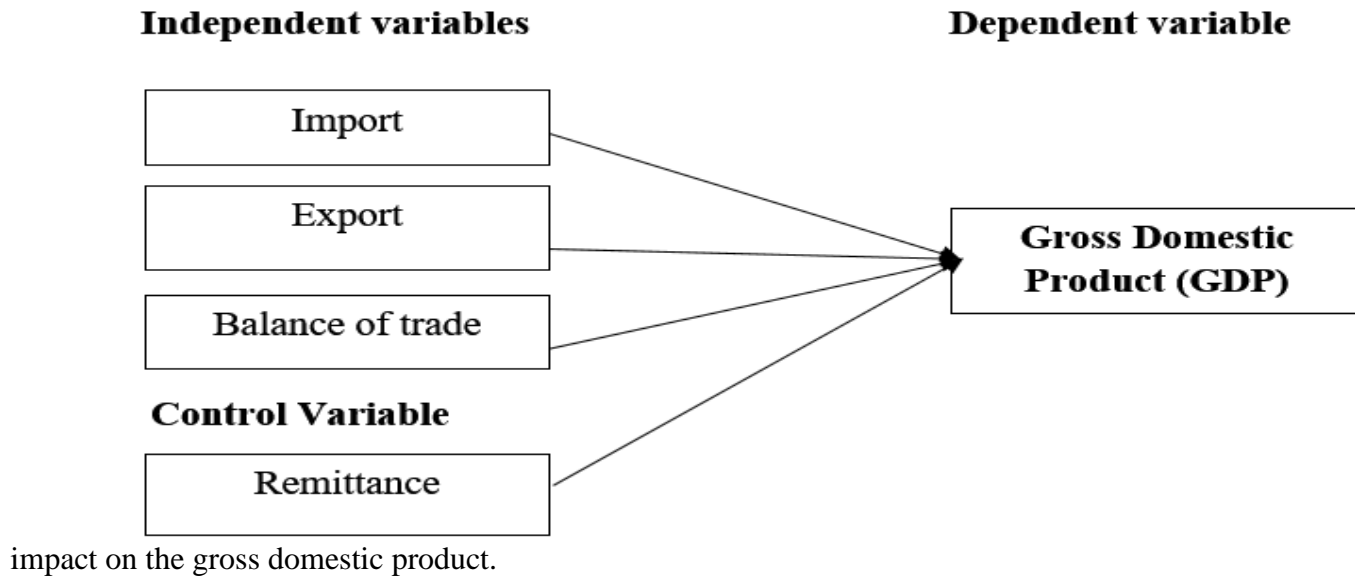 Independent variables
Dependent variable
Import
Export
Gross Domestic
Product (GDP)
Balance of trade
Control Variable
Remittance
impact on the gross domestic product.